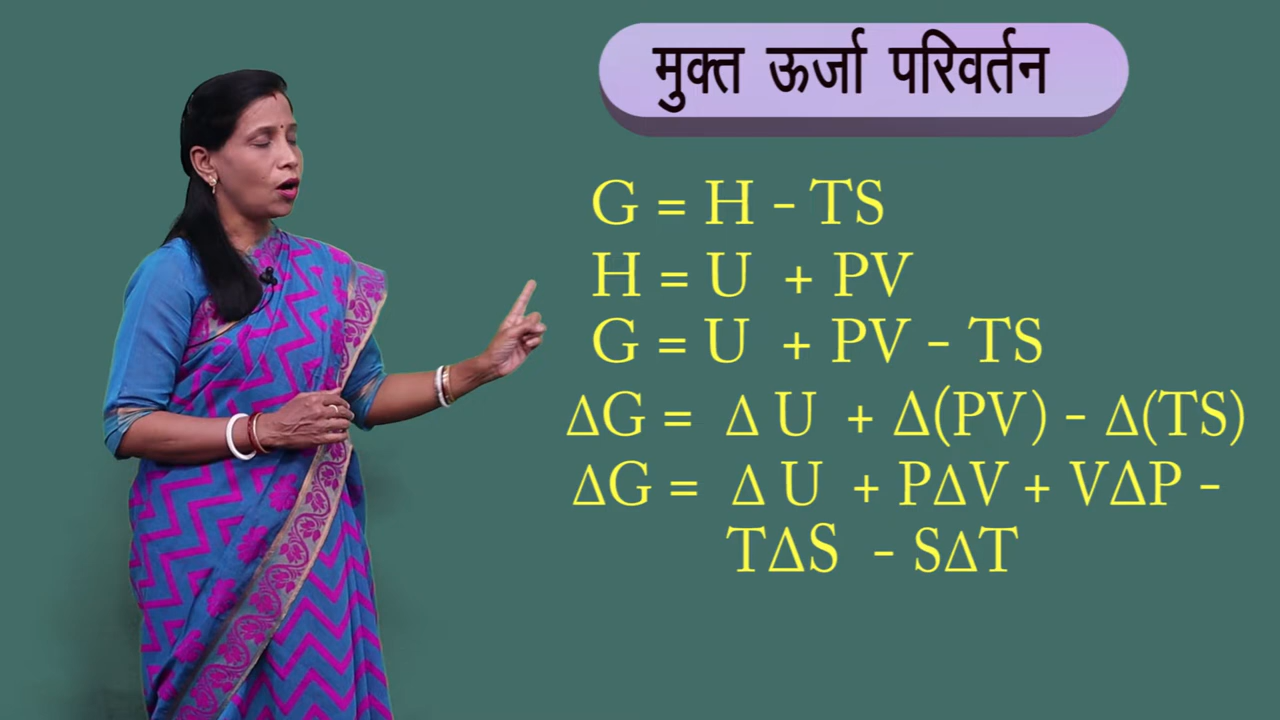 मुक्त ऊर्जा परिवर्तन
G = H - TS
H = U + PV
G = U + PV - TS
ΔG = Δ U + Δ(PV) - Δ(TS)
ΔG = Δ U + PΔV + VΔP -
TΔS - SΔT